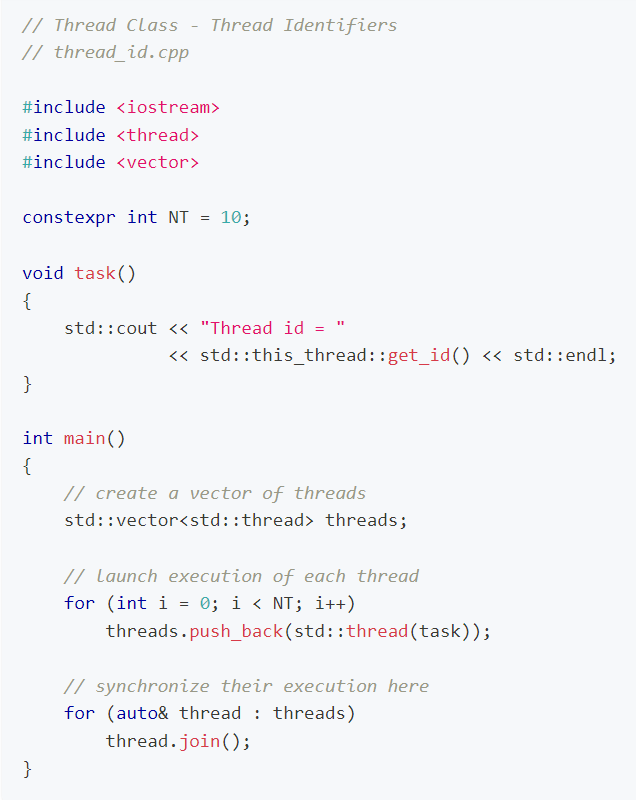 // Thread Class - Thread Identifiers
// thread_id.cpp

#include <iostream>
#include <thread>
#include <vector>

constexpr int NT = 10;

void task()
{
    std::cout << "Thread id = "
              << std::this_thread::get_id() << std::endl;
}

int main()
{
    // create a vector of threads
    std::vector<std::thread> threads;

    // launch execution of each thread
    for (int i = 0; i < NT; i++)
        threads.push_back(std::thread(task));

    // synchronize their execution here
    for (auto& thread : threads)
        thread.join();
}